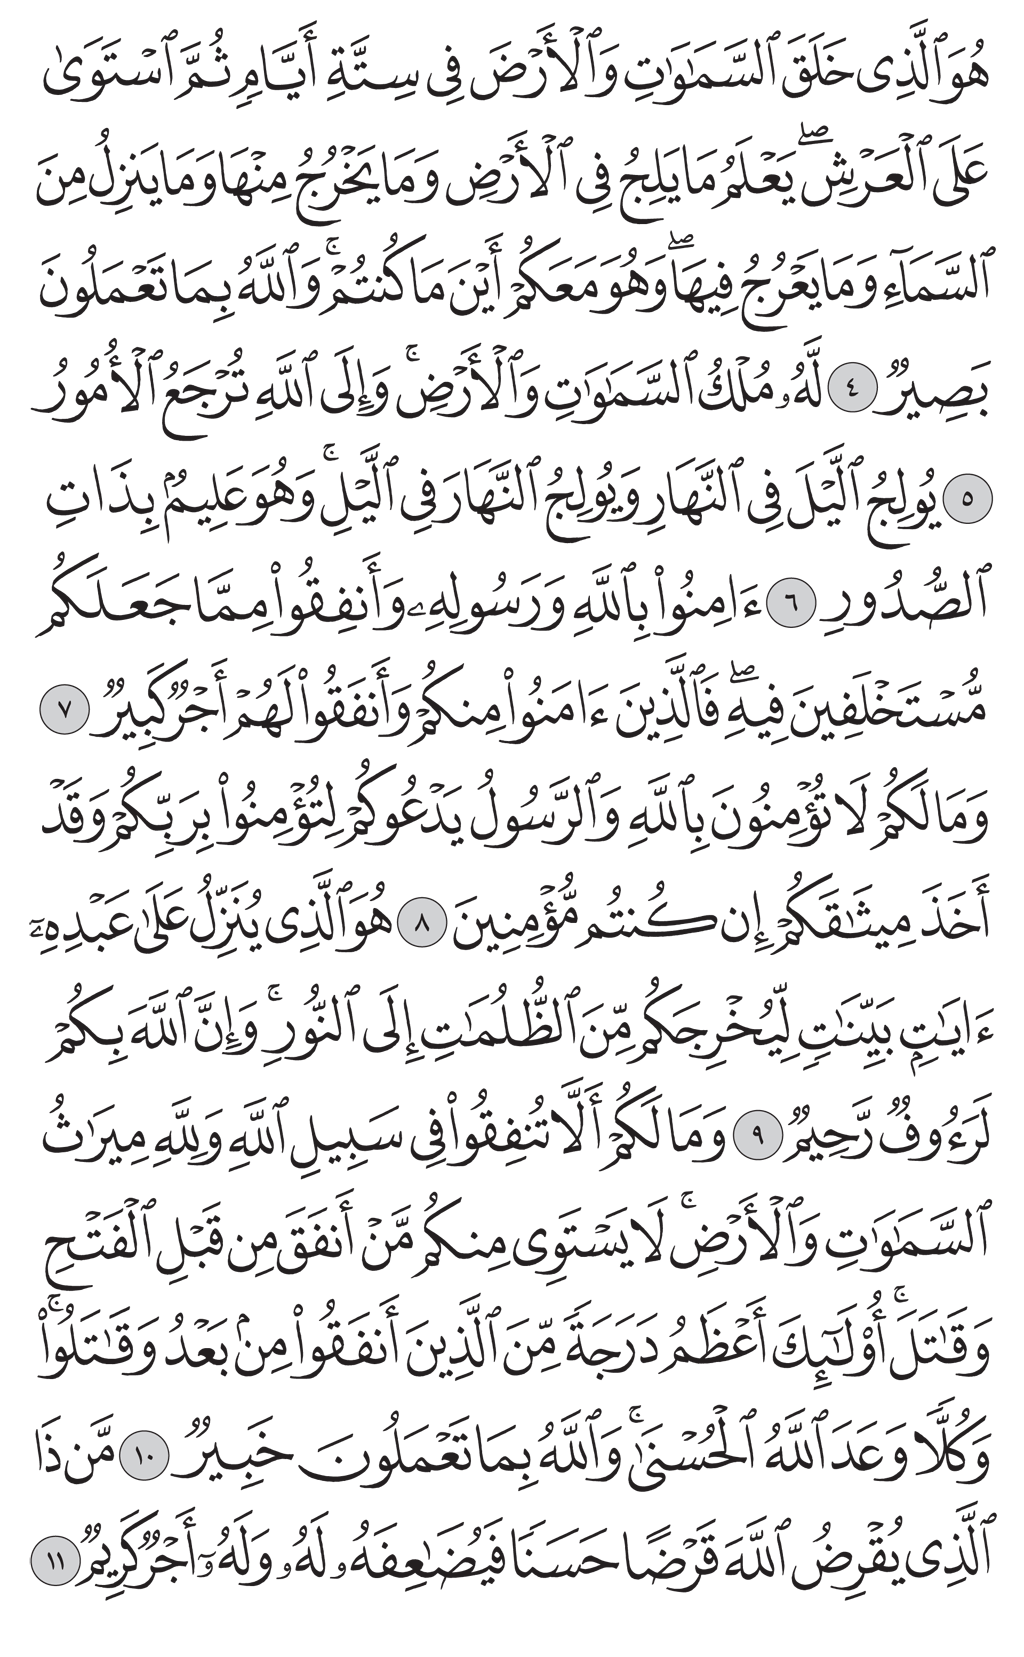 هُوَ ٱلَّذِى خَلَقَ ٱلسَّمَٰوَٰتِ وَٱلْأَرْضَ فِى سِتَّةِ أَيَّامٍ ثُمَّ ٱسْتَوَىٰ
عَلَى ٱلْعَرْشِ ۖ يَعْلَمُ مَا يَلِجُ فِى ٱلْأَرْضِ وَمَا يَخْرُجُ مِنْهَا وَمَا يَنزِلُ مِنَ
ٱلسَّمَآءِ وَمَا يَعْرُجُ فِيهَا ۖ وَهُوَ مَعَكُمْ أَيْنَ مَا كُنتُمْ ۚ وَٱللَّهُ بِمَا تَعْمَلُونَ
بَصِيرٌ ٤ لَّهُۥ مُلْكُ ٱلسَّمَٰوَٰتِ وَٱلْأَرْضِ ۚ وَإِلَى ٱللَّهِ تُرْجَعُ ٱلْأُمُورُ
٥ يُولِجُ ٱلَّيْلَ فِى ٱلنَّهَارِ وَيُولِجُ ٱلنَّهَارَ فِى ٱلَّيْلِ ۚ وَهُوَ عَلِيمٌۢ بِذَاتِ
ٱلصُّدُورِ ٦ ءَامِنُوا۟ بِٱللَّهِ وَرَسُولِهِۦ وَأَنفِقُوا۟ مِمَّا جَعَلَكُم
مُّسْتَخْلَفِينَ فِيهِ ۖ فَٱلَّذِينَ ءَامَنُوا۟ مِنكُمْ وَأَنفَقُوا۟ لَهُمْ أَجْرٌ كَبِيرٌ ٧
وَمَا لَكُمْ لَا تُؤْمِنُونَ بِٱللَّهِ وَٱلرَّسُولُ يَدْعُوكُمْ لِتُؤْمِنُوا۟ بِرَبِّكُمْ وَقَدْ
أَخَذَ مِيثَٰقَكُمْ إِن كُنتُم مُّؤْمِنِينَ ٨ هُوَ ٱلَّذِى يُنَزِّلُ عَلَىٰ عَبْدِهِۦٓ
ءَايَٰتٍۭ بَيِّنَٰتٍ لِّيُخْرِجَكُم مِّنَ ٱلظُّلُمَٰتِ إِلَى ٱلنُّورِ ۚ وَإِنَّ ٱللَّهَ بِكُمْ
لَرَءُوفٌ رَّحِيمٌ ٩ وَمَا لَكُمْ أَلَّا تُنفِقُوا۟ فِى سَبِيلِ ٱللَّهِ وَلِلَّهِ مِيرَٰثُ
ٱلسَّمَٰوَٰتِ وَٱلْأَرْضِ ۚ لَا يَسْتَوِى مِنكُم مَّنْ أَنفَقَ مِن قَبْلِ ٱلْفَتْحِ
وَقَٰتَلَ ۚ أُو۟لَٰٓئِكَ أَعْظَمُ دَرَجَةً مِّنَ ٱلَّذِينَ أَنفَقُوا۟ مِنۢ بَعْدُ وَقَٰتَلُوا۟ ۚ
وَكُلًّا وَعَدَ ٱللَّهُ ٱلْحُسْنَىٰ ۚ وَٱللَّهُ بِمَا تَعْمَلُونَ خَبِيرٌ ١٠ مَّن ذَا
ٱلَّذِى يُقْرِضُ ٱللَّهَ قَرْضًا حَسَنًا فَيُضَٰعِفَهُۥ لَهُۥ وَلَهُۥٓ أَجْرٌ كَرِيمٌ ١١